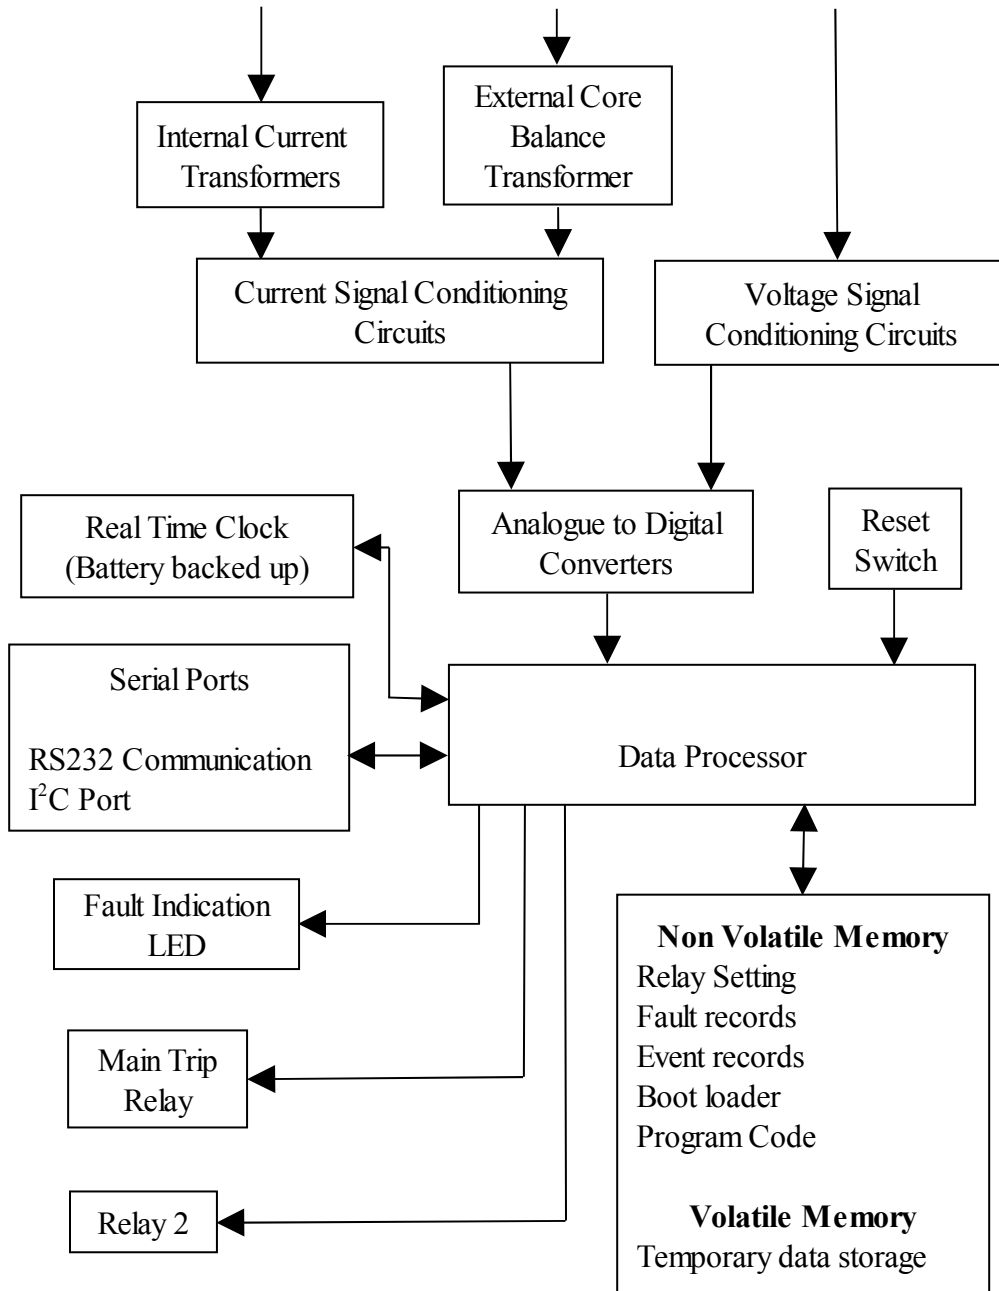 Internal Current
Transformers
External Core
Balance
Transformer
Current Signal Conditioning
Circuits
Voltage Signal
Conditioning Circuits
Real Time Clock
(Battery backed up)
Analogue to Digital
Converters
Reset
Switch
Serial Ports
RS232 Communication
I²C Port
Data Processor
Fault Indication
LED
Main Trip
Relay
Relay 2
Non Volatile Memory
Relay Setting
Fault records
Event records
Boot loader
Program Code
Volatile Memory
Temporary data storage